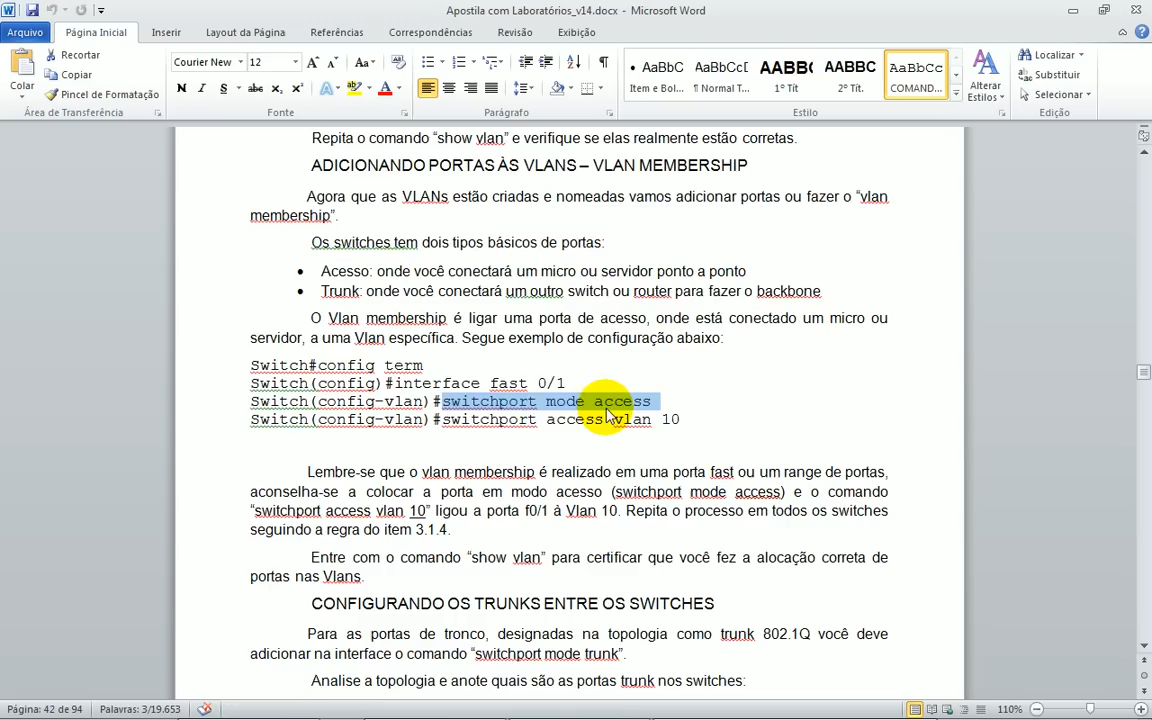 Apostila com Laboratórios_v14.docx - Microsoft Word
Arquivo Página Inicial Inserir Layout da Página Referências Correspondências Revisão Exibição
Colar
Recortar
Copiar
Pincel de Formatação
Área de Transferência
Courier New 12
N I S abc x₂ x²
Fonte
Parágrafo
AaBbC AaBbCcD AABBC AABBC AaBbCc
• Item e Bol... ¶ Normal T... 1º Tít 2º Tít. COMAND...
Estilo
Alterar Estilos
Localizar
Substituir
Selecionar
Edição
Repita o comando “show vlan” e verifique se elas realmente estão corretas.
ADICIONANDO PORTAS ÀS VLANS – VLAN MEMBERSHIP
Agora que as VLANs estão criadas e nomeadas vamos adicionar portas ou fazer o “vlan
membership”.
Os switches tem dois tipos básicos de portas:
• Acesso: onde você conectará um micro ou servidor ponto a ponto
• Trunk: onde você conectará um outro switch ou router para fazer o backbone
O Vlan membership é ligar uma porta de acesso, onde está conectado um micro ou
servidor, a uma Vlan específica. Segue exemplo de configuração abaixo:
Switch#config term
Switch(config)#interface fast 0/1
Switch(config-vlan)#switchport mode access
Switch(config-vlan)#switchport access vlan 10
Lembre-se que o vlan membership é realizado em uma porta fast ou um range de portas,
aconselha-se a colocar a porta em modo acesso (switchport mode access) e o comando
“switchport access vlan 10” ligou a porta f0/1 à Vlan 10. Repita o processo em todos os switches
seguindo a regra do item 3.1.4.
Entre com o comando “show vlan” para certificar que você fez a alocação correta de
portas nas Vlans.
CONFIGURANDO OS TRUNKS ENTRE OS SWITCHES
Para as portas de tronco, designadas na topologia como trunk 802.1Q você deve
adicionar na interface o comando “switchport mode trunk”.
Analise a topologia e anote quais são as portas trunk nos switches:
Página: 42 de 94 Palavras: 3/19.653 110%